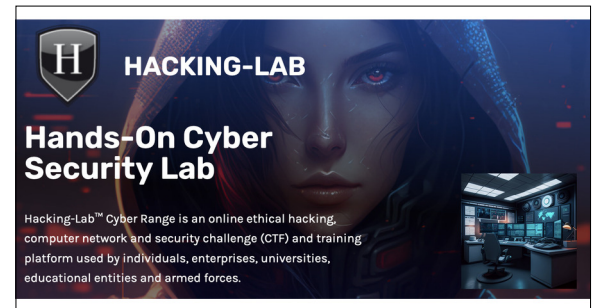 H
HACKING-LAB
Hands-On Cyber
Security Lab
Hacking-Lab™ Cyber Range is an online ethical hacking,
computer network and security challenge (CTF) and training
platform used by individuals, enterprises, universities,
educational entities and armed forces.